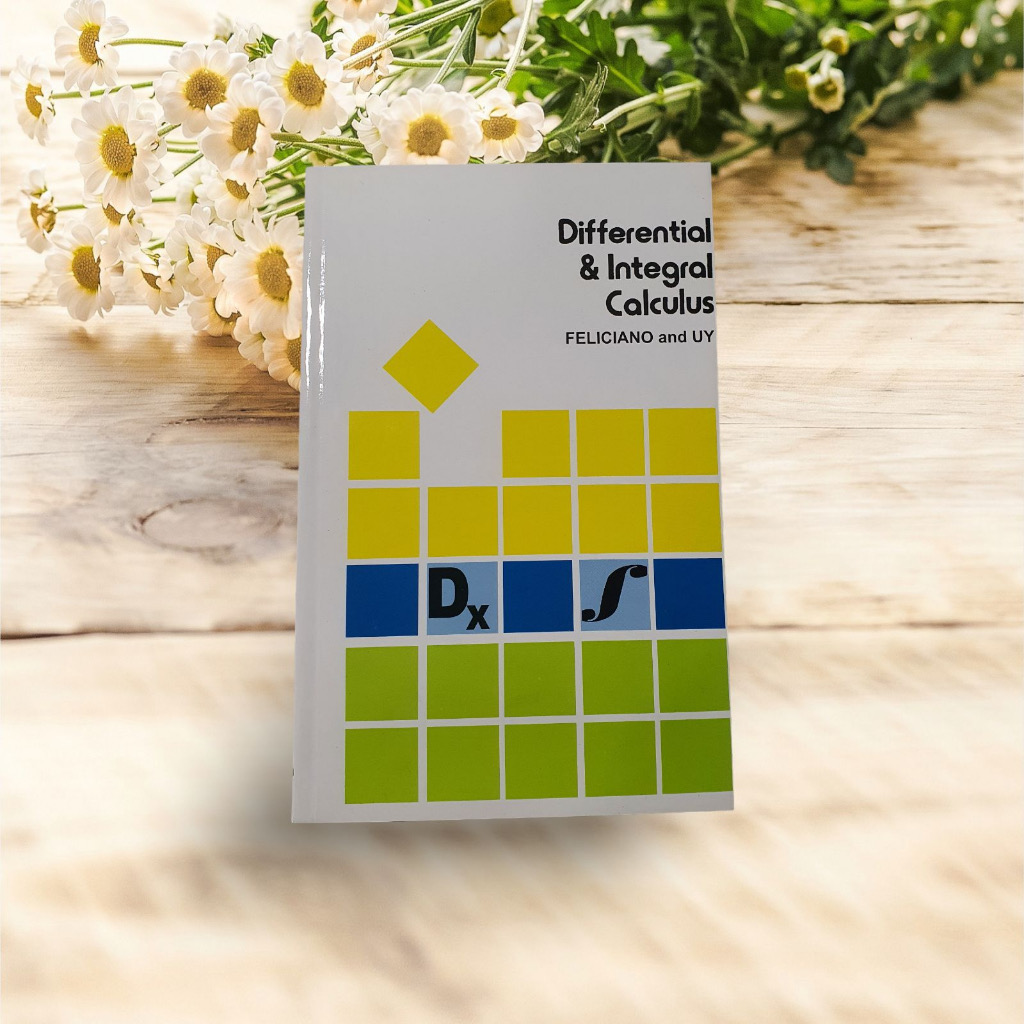 Differential
& Integral
Calculus
FELICIANO and UY
Dx ∫